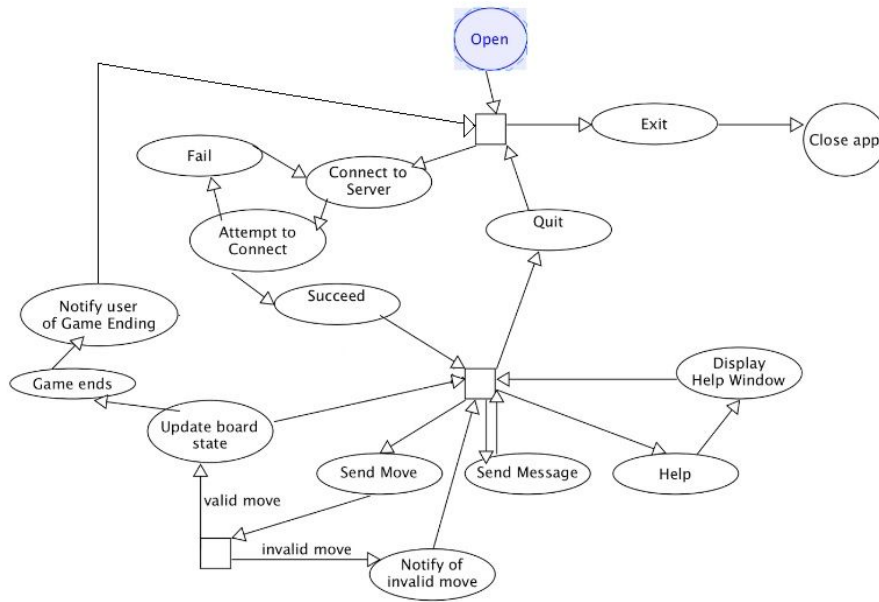 Open
Exit
Close app
Fail
Connect to
Server
Attempt to
Connect
Quit
Succeed
Notify user
of Game Ending
Display
Help Window
Game ends
Update board
state
Send Move
Send Message
Help
valid move
invalid move
Notify of
invalid move